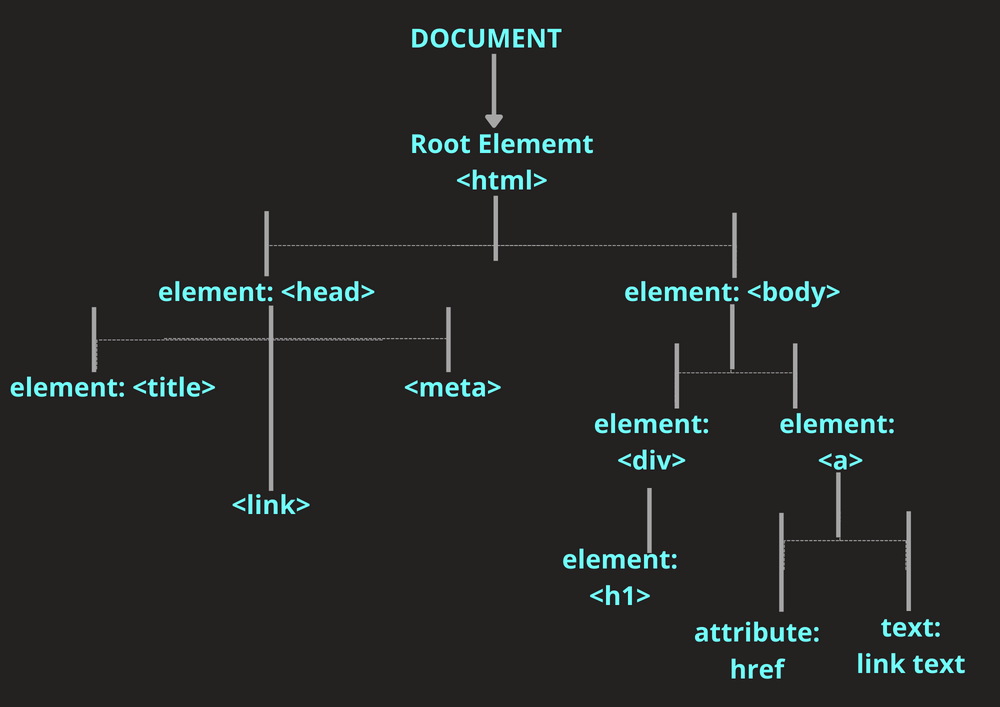 DOCUMENT
Root Elememt
<html>
element: <head>
element: <body>
element: <title>
<meta>
element:
<div>
element:
<a>
<link>
element:
<h1>
attribute:
href
text:
link text